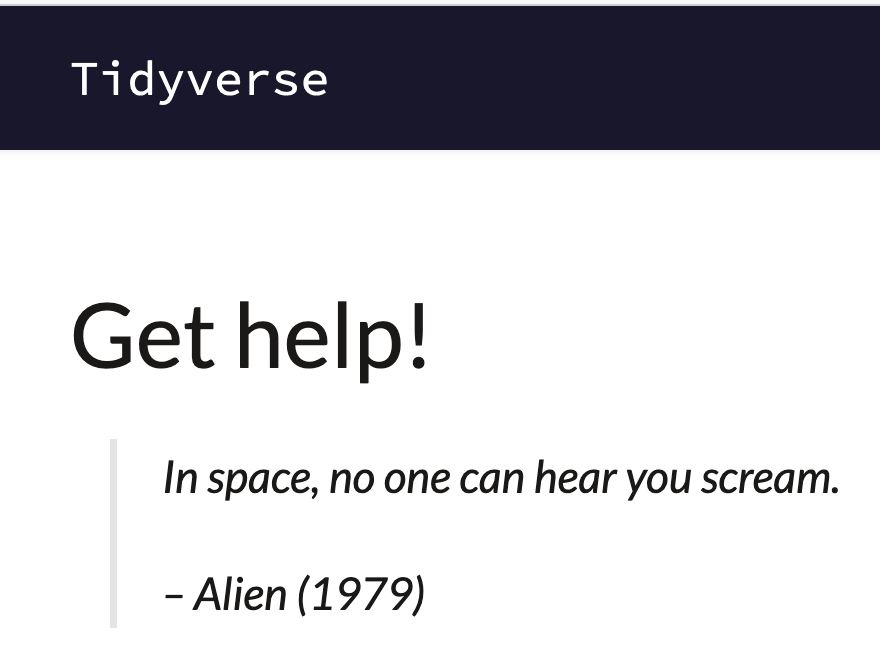 Tidyverse
Get help!
In space, no one can hear you scream.
– Alien (1979)